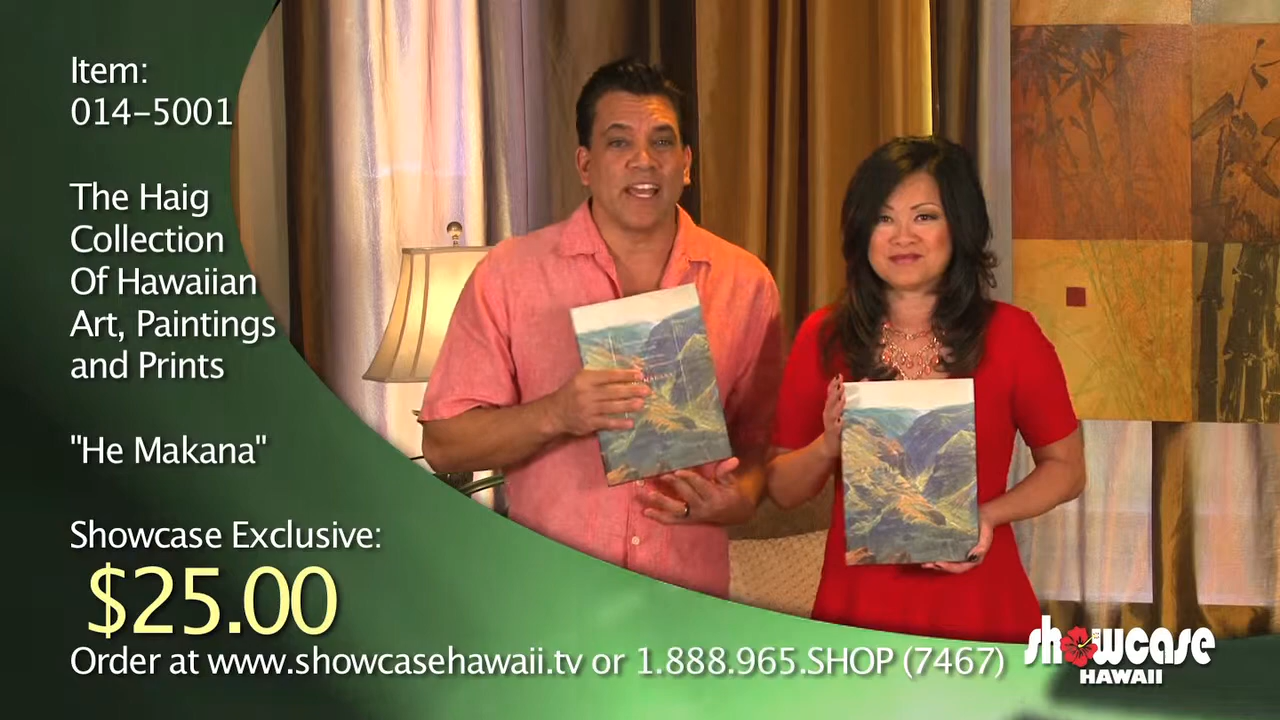 Item:
014-5001
The Haig
Collection
Of Hawaiian
Art, Paintings
and Prints
"He Makana"
Showcase Exclusive:
$25.00
Order at www.showcasehawaii.tv or 1.888.965.SHOP (7467)
showcase
HAWAII